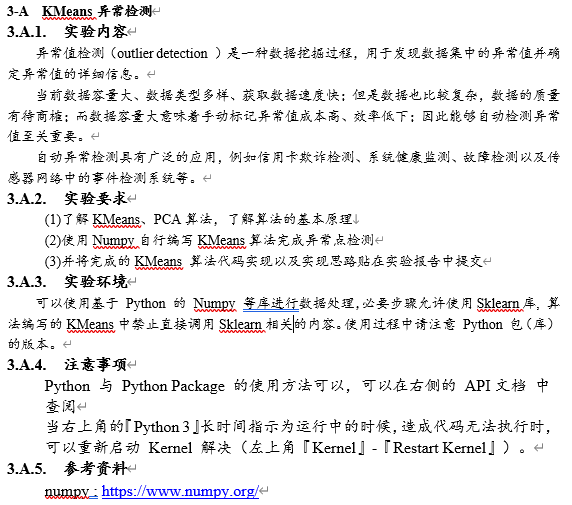 3-A KMeans 异常检测
3.A.1. 实验内容
异常值检测（outlier detection ）是一种数据挖掘过程，用于发现数据集中的异常值并确
定异常值的详细信息。
当前数据容量大、数据类型多样、获取数据速度快；但是数据也比较复杂，数据的质量
有待商榷；而数据容量大意味着手动标记异常值成本高、效率低下；因此能够自动检测异常
值至关重要。
自动异常检测具有广泛的应用，例如信用卡欺诈检测、系统健康监测、故障检测以及传
感器网络中的事件检测系统等。
3.A.2. 实验要求
(1)了解 KMeans、PCA 算法，了解算法的基本原理
(2)使用 Numpy 自行编写 KMeans 算法完成异常点检测
(3)并将完成的 KMeans 算法代码实现以及实现思路贴在实验报告中提交
3.A.3. 实验环境
可以使用基于 Python 的 Numpy 等库进行数据处理，必要步骤允许使用 Sklearn 库，算
法编写的 KMeans 中禁止直接调用 Sklearn 相关的内容。使用过程中请注意 Python 包（库）
的版本。
3.A.4. 注意事项
Python 与 Python Package 的使用方法可以，可以在右侧的 API 文档 中
查阅
当右上角的『Python 3』长时间指示为运行中的时候，造成代码无法执行时，
可以重新启动 Kernel 解决（左上角『Kernel』-『Restart Kernel』）。
3.A.5. 参考资料
numpy : https://www.numpy.org/